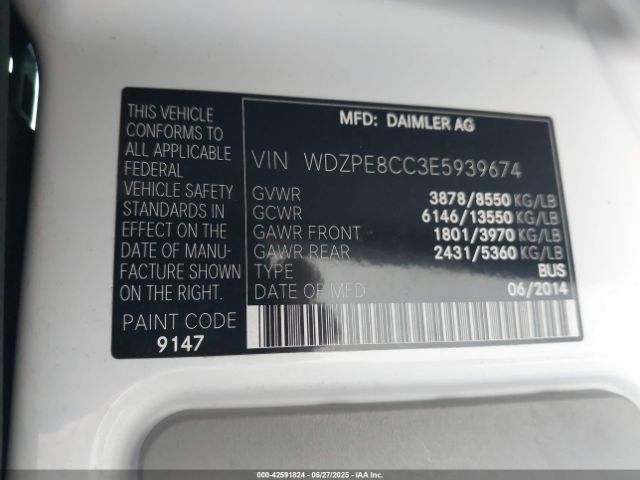 MFD: DAIMLER AG
THIS VEHICLE
CONFORMS TO
ALL APPLICABLE
FEDERAL
VEHICLE SAFETY
STANDARDS IN
EFFECT ON THE
DATE OF MANU-
FACTURE SHOWN
ON THE RIGHT.
PAINT CODE
9147
VIN WDZPE8CC3E5939674
GVWR 3878/8550 KG/LB
GCWR 6146/13550 KG/LB
GAWR FRONT 1801/3970 KG/LB
GAWR REAR 2431/5360 KG/LB
TYPE BUS
DATE OF MFD 06/2014
000-42591824 | 06/27/2025 | IAA Inc.